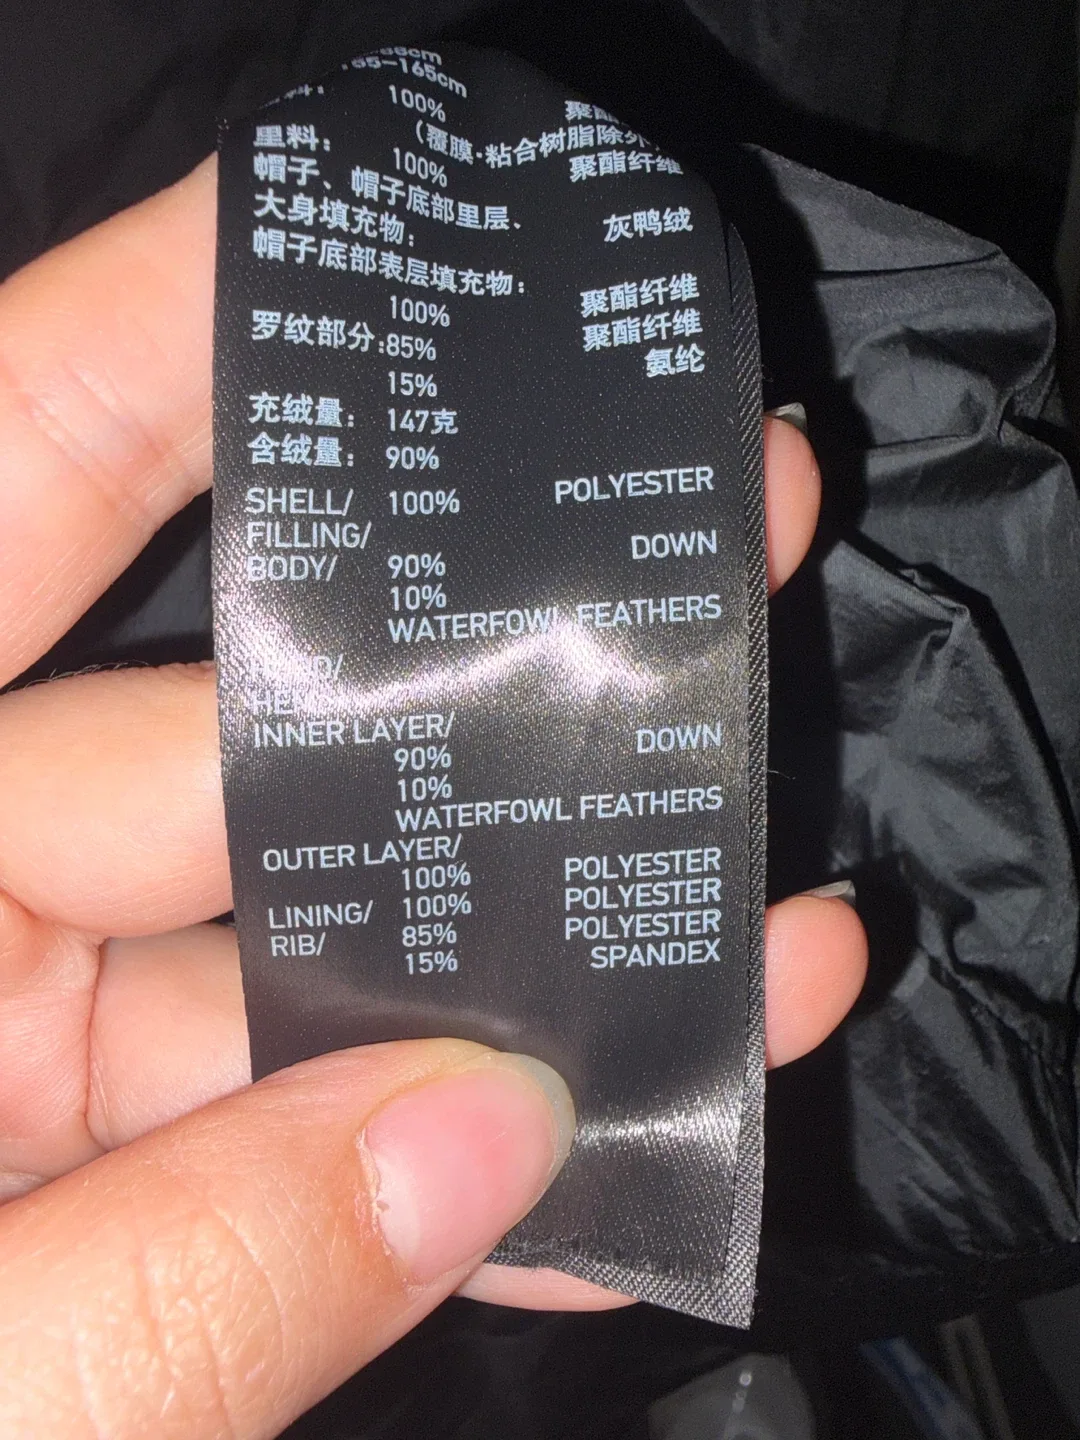 155-165cm
100%
(覆膜·粘合树脂除外
里料: 100% 聚酯纤维
帽子、帽子底部里层、
大身填充物: 灰鸭绒
帽子底部表层填充物:
100% 聚酯纤维
罗纹部分:85% 聚酯纤维
15% 氨纶
充绒量: 147克
含绒量: 90%
SHELL/ 100% POLYESTER
FILLING/
BODY/ 90% DOWN
10%
WATERFOWL FEATHERS
INNER LAYER/
90% DOWN
10%
WATERFOWL FEATHERS
OUTER LAYER/
100% POLYESTER
LINING/ 100% POLYESTER
RIB/ 85% POLYESTER
15% SPANDEX